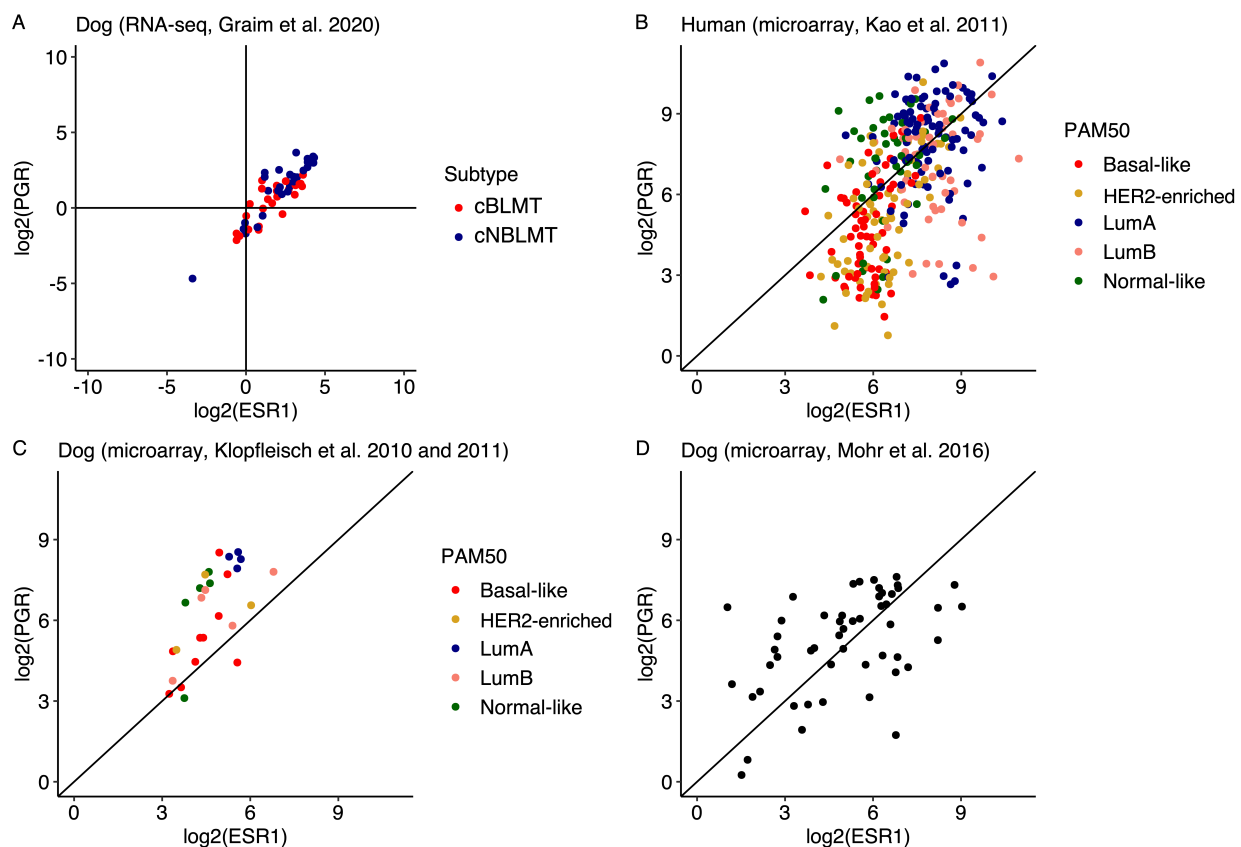 A Dog (RNA-seq, Graim et al. 2020)
10
5
0
-5
-10
log2(PGR)
-10 -5 0 5 10
log2(ESR1)
Subtype
cBLMT
cNBLMT
B Human (microarray, Kao et al. 2011)
9
6
3
0
log2(PGR)
0 3 6 9
log2(ESR1)
PAM50
Basal-like
HER2-enriched
LumA
LumB
Normal-like
C Dog (microarray, Klopfleisch et al. 2010 and 2011)
9
6
3
0
log2(PGR)
0 3 6 9
log2(ESR1)
PAM50
Basal-like
HER2-enriched
LumA
LumB
Normal-like
D Dog (microarray, Mohr et al. 2016)
9
6
3
0
log2(PGR)
0 3 6 9
log2(ESR1)